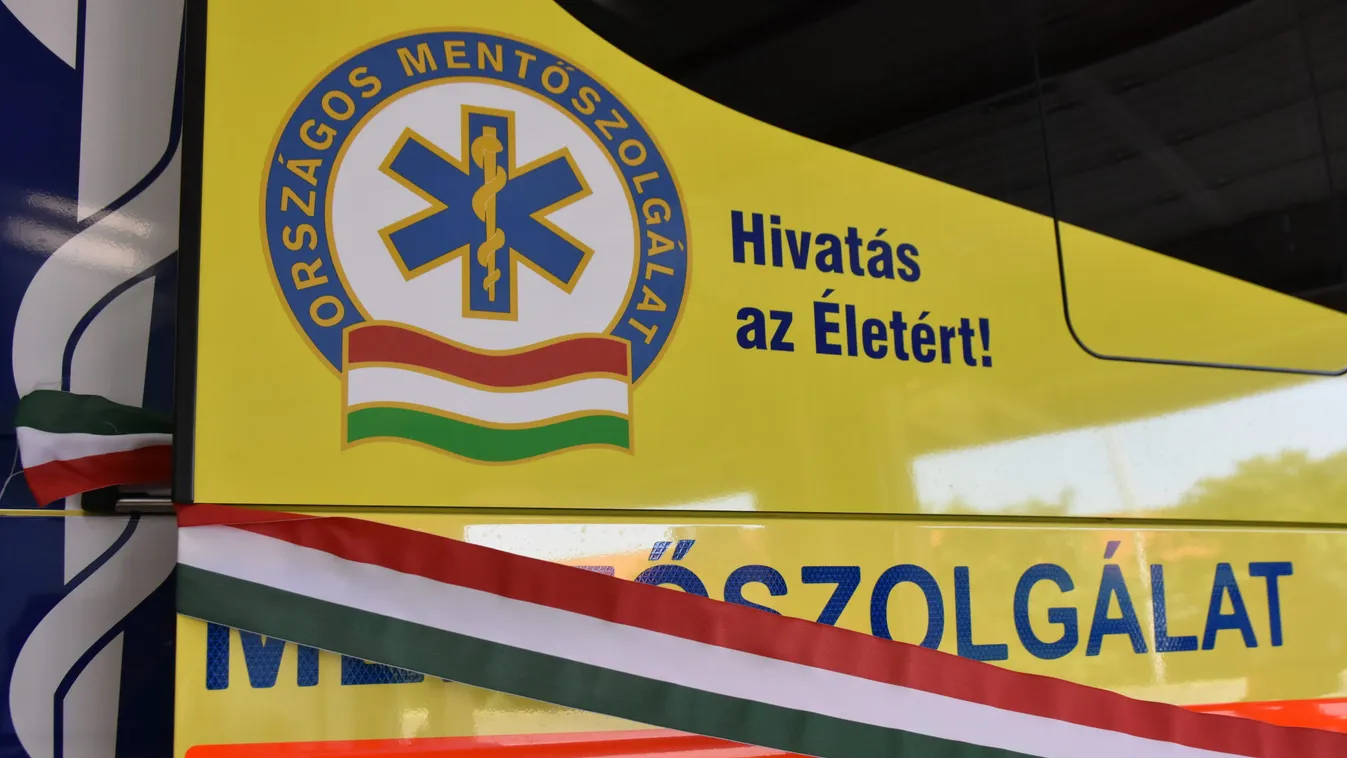 ORSZÁGOS MENTŐSZOLGÁLAT
Hivatás
az Életért!
ŐSZOLGÁLAT